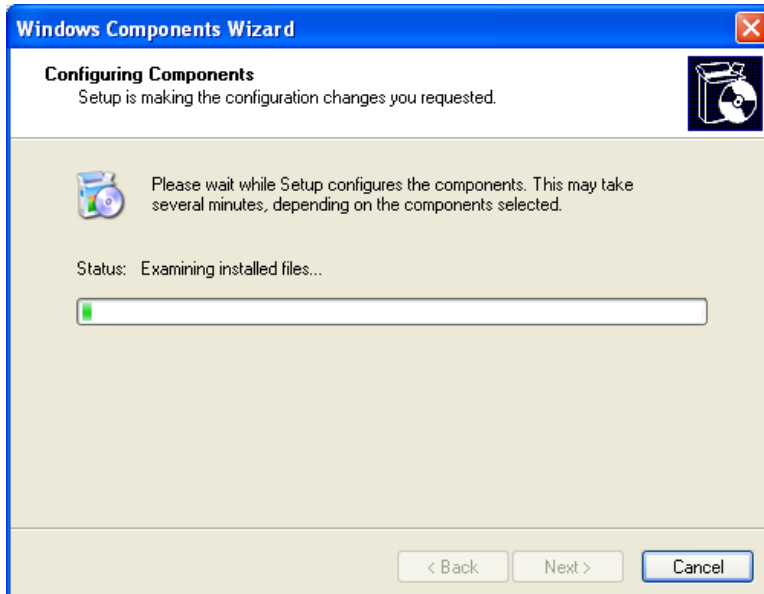 Windows Components Wizard
Configuring Components
Setup is making the configuration changes you requested.
Please wait while Setup configures the components. This may take
several minutes, depending on the components selected.
Status: Examining installed files...
< Back Next > Cancel